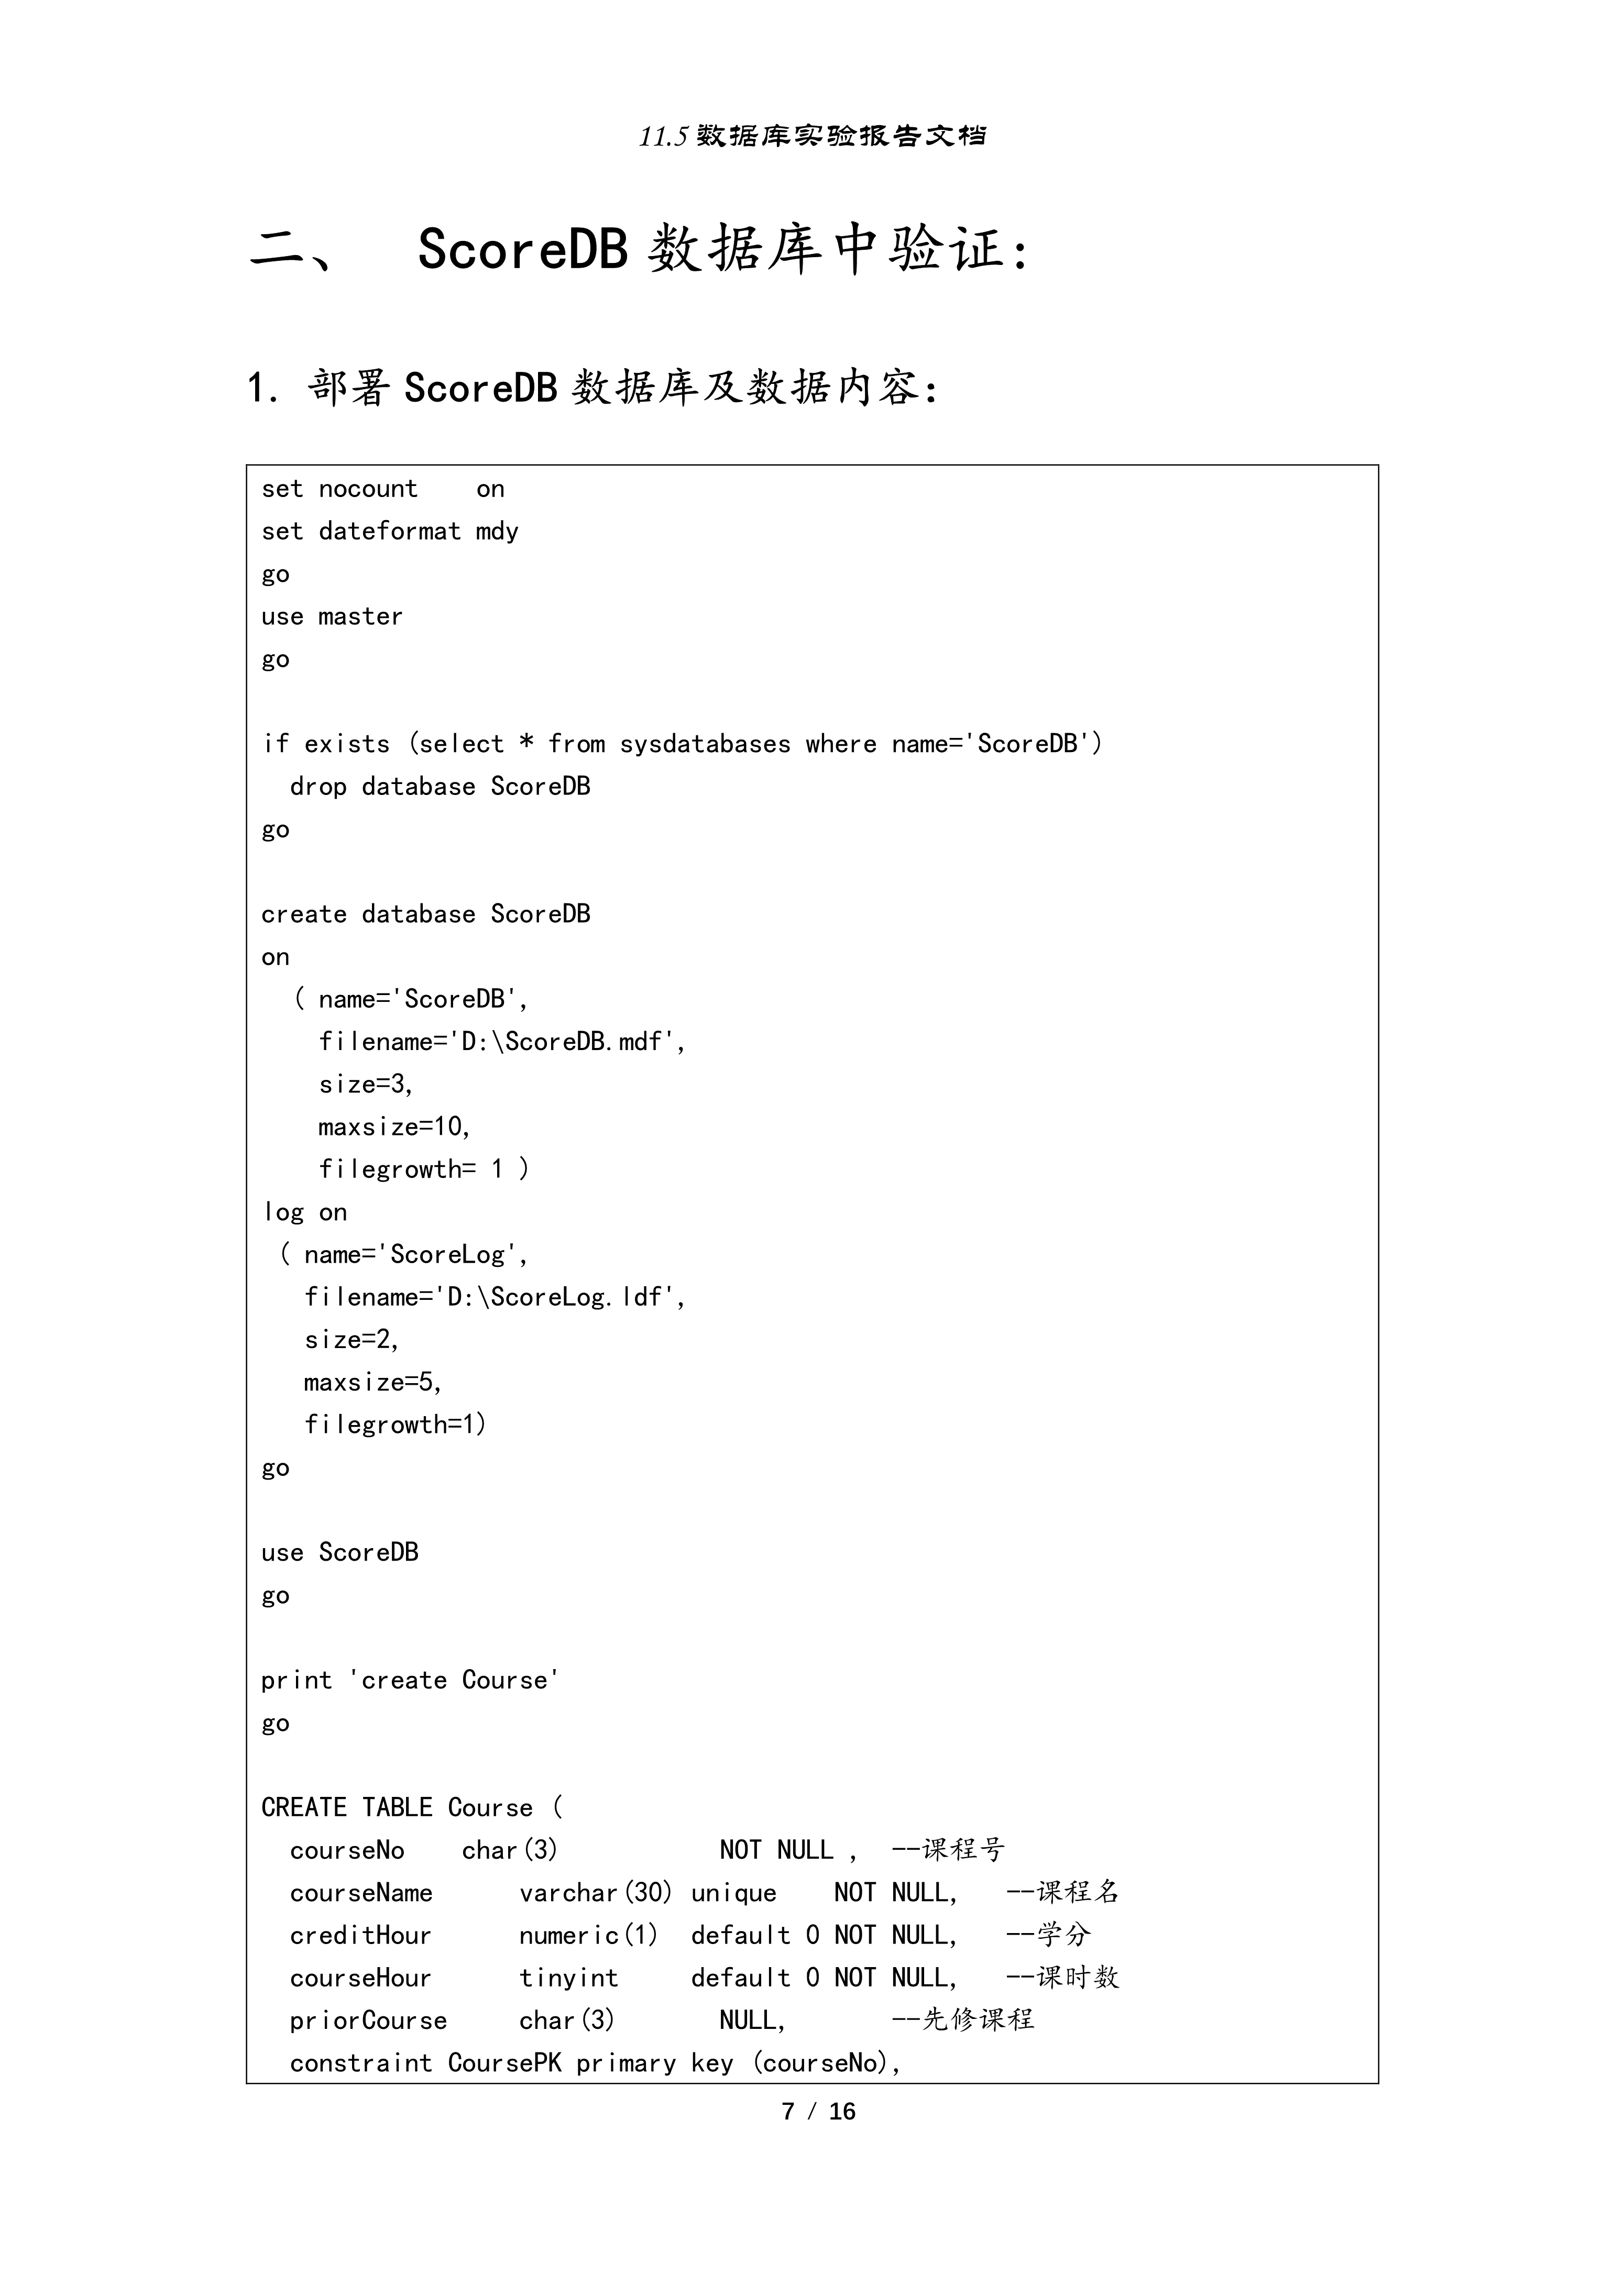 11.5 数据库实验报告文档
二、 ScoreDB 数据库中验证：
1. 部署 ScoreDB 数据库及数据内容：
set nocount    on
set dateformat mdy
go
use master
go
if exists (select * from sysdatabases where name='ScoreDB')
  drop database ScoreDB
go
create database ScoreDB
on
  ( name='ScoreDB',
    filename='D:\ScoreDB.mdf',
    size=3,
    maxsize=10,
    filegrowth= 1 )
log on
 ( name='ScoreLog',
   filename='D:\ScoreLog.ldf',
   size=2,
   maxsize=5,
   filegrowth=1)
go
use ScoreDB
go
print 'create Course'
go
CREATE TABLE Course (
  courseNo    char(3)           NOT NULL ,  --课程号
  courseName      varchar(30) unique    NOT NULL,   --课程名
  creditHour      numeric(1)  default 0 NOT NULL,   --学分
  courseHour      tinyint     default 0 NOT NULL,   --课时数
  priorCourse     char(3)       NULL,       --先修课程
  constraint CoursePK primary key (courseNo),
7 / 16